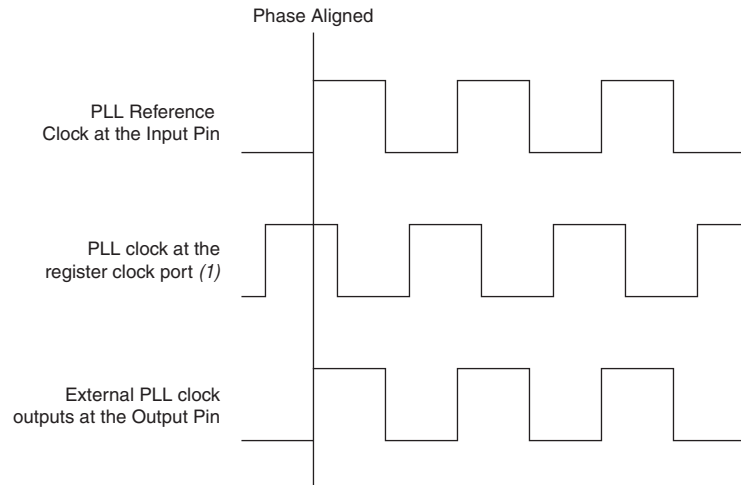 Phase Aligned
PLL Reference
Clock at the Input Pin
PLL clock at the
register clock port (1)
External PLL clock
outputs at the Output Pin